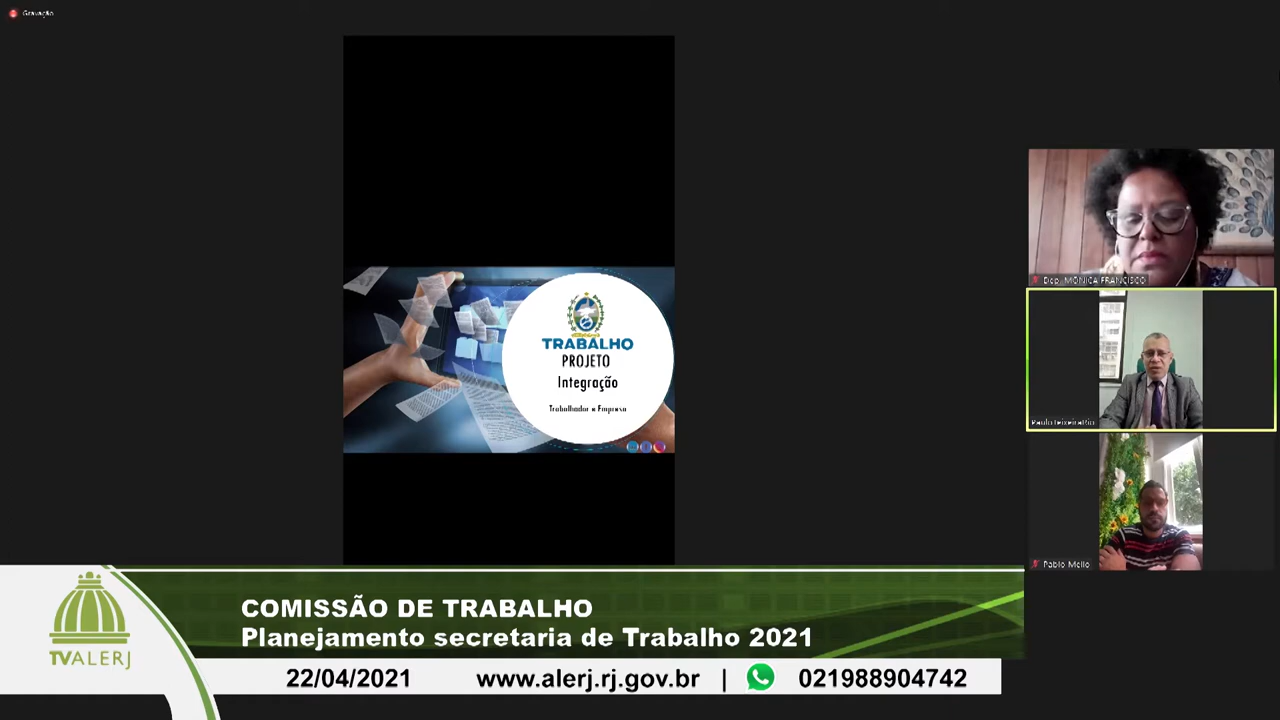 Gravação
TRABALHO
PROJETO
Integração
Trabalhador e Empresa
Dep. MÔNICA FRANCISCO
PauloTeixeiraRio
Pablo Mello
COMISSÃO DE TRABALHO
Planejamento secretaria de Trabalho 2021
TVALERJ
22/04/2021 www.alerj.rj.gov.br | 021988904742